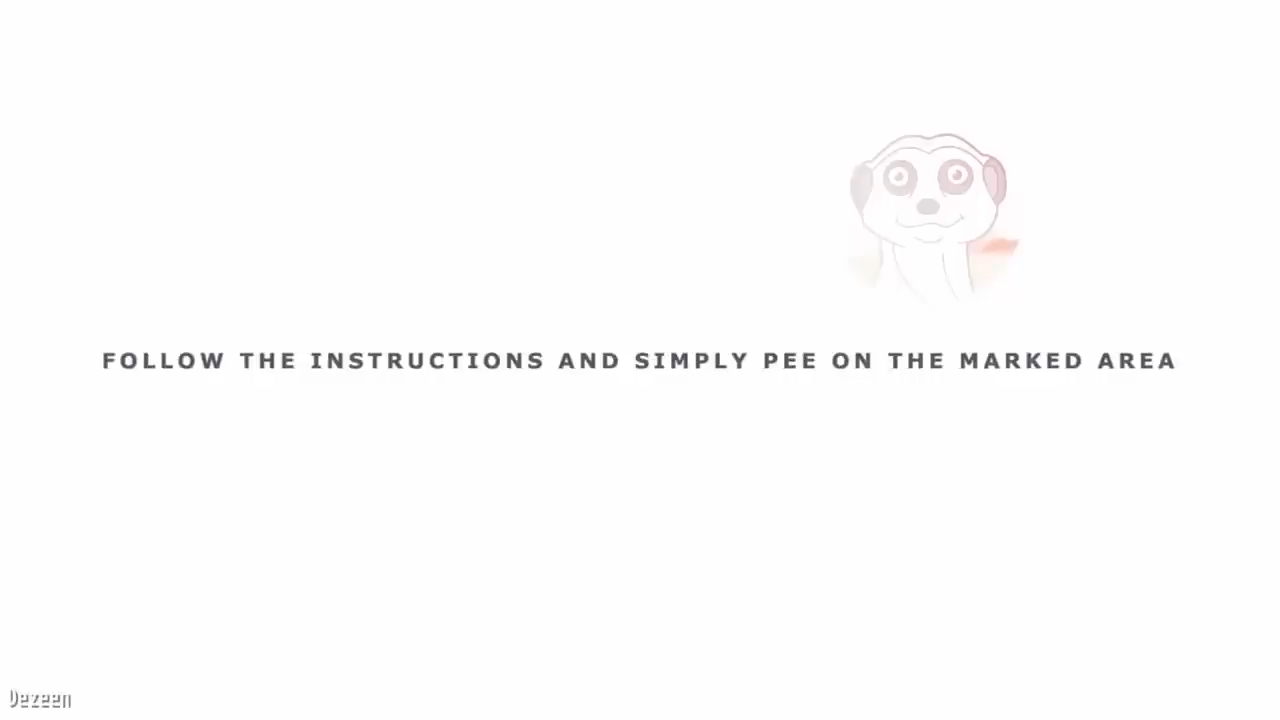 FOLLOW THE INSTRUCTIONS AND SIMPLY PEE ON THE MARKED AREA
Dezeen